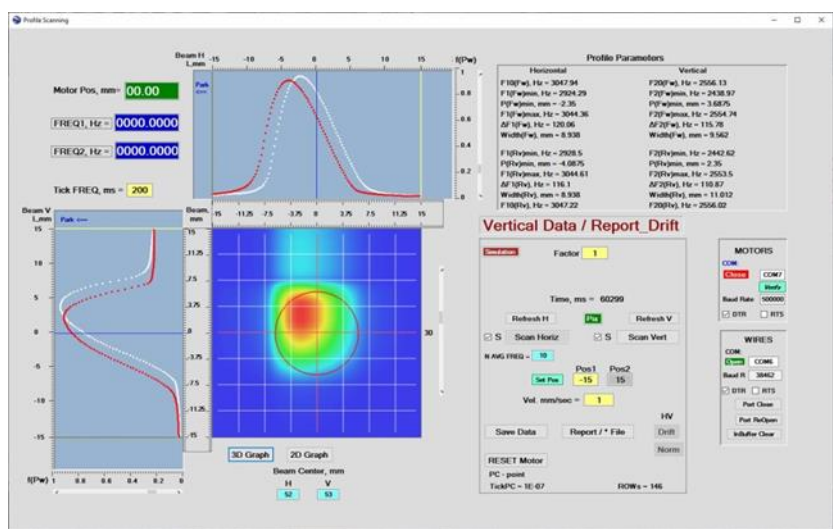 Profile Scanning
Motor Pos, mm= 00.00
FREQ1, Hz = 0000.0000
FREQ2, Hz = 0000.0000
Tick FREQ, ms = 200
Beam H
L,mm
-15 -10 -5 0 5 10 15
f(Pw)
Park
<--
1
0.8
0.6
0.4
0.2
0
Beam,
mm
-15 -11.25 -7.5 -3.75 0 3.75 7.5 11.25 15
Beam V
L,mm
Park <--
15
10
5
0
-5
-10
-15
f(Pw) 1 0.8 0.6 0.4 0.2 0
30
3D Graph 2D Graph
Beam Center, mm
H V
52 53
Profile Parameters
Horizontal Vertical
F10(Fw), Hz = 3047.94 F20(Fw), Hz = 2556.13
F1(Fw)min, Hz = 2924.29 F2(Fw)min, Hz = 2438.97
P(Fw)min, mm = -2.35 P(Fw)min, mm = 3.6875
F1(Fw)max, Hz = 3044.36 F2(Fw)max, Hz = 2554.74
ΔF1(Fw), Hz = 120.06 ΔF2(Fw), Hz = 115.78
Width(Fw), mm = 8.938 Width(Fw), mm = 9.562
F1(Rv)min, Hz = 2928.5 F2(Rv)min, Hz = 2442.62
P(Rv)min, mm = -4.0875 P(Rv)min, mm = 2.35
F1(Rv)max, Hz = 3044.61 F2(Rv)max, Hz = 2553.5
ΔF1(Rv), Hz = 116.1 ΔF2(Rv), Hz = 110.87
Width(Rv), mm = 8.938 Width(Rv), mm = 11.012
F10(Rv), Hz = 3047.22 F20(Rv), Hz = 2556.02
Vertical Data / Report_Drift
Simulation Factor 1
Time, ms = 60299
Refresh H Pix Refresh V
S Scan Horiz S Scan Vert
N AVG FREQ = 10
Pos1 Pos2
Set Pos -15 15
Vel. mm/sec = 1
HV
Save Data Report / * File Drift
Norm
RESET Motor
PC - point
TickPC = 1E-07 ROWs = 146
MOTORS
COM:
Close COM7
Baud Rate 500000
DTR RTS
WIRES
COM:
Open COM6
Baud R 38462
DTR RTS
Port Close
Port ReOpen
InBuffer Clear